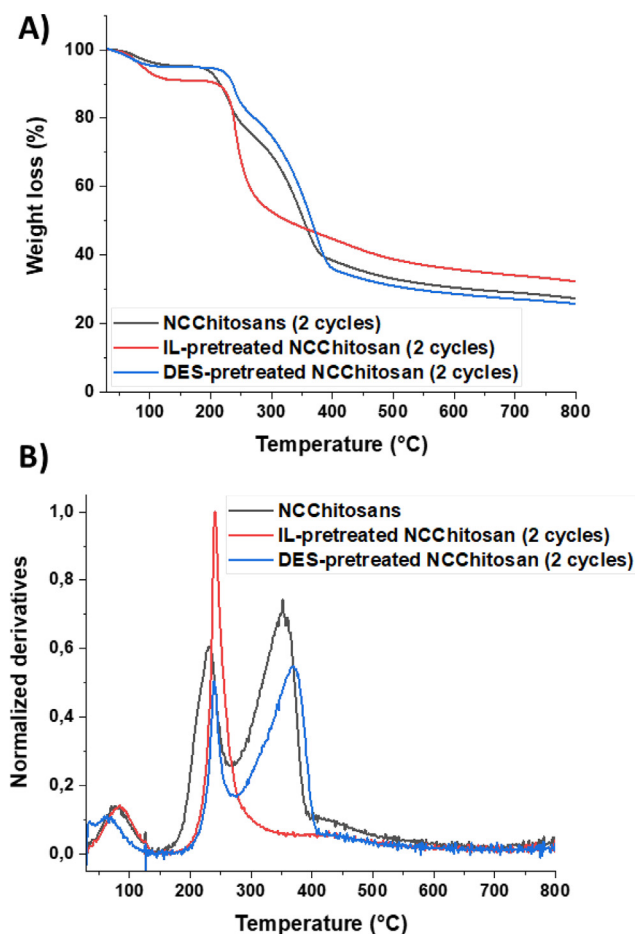 A)
100
80
60
40
20
0
Weight loss (%)
NCChitosans (2 cycles)
IL-pretreated NCChitosan (2 cycles)
DES-pretreated NCChitosan (2 cycles)
100 200 300 400 500 600 700 800
Temperature (°C)
B)
1,0
0,8
0,6
0,4
0,2
0,0
Normalized derivatives
NCChitosans
IL-pretreated NCChitosan (2 cycles)
DES-pretreated NCChitosan (2 cycles)
100 200 300 400 500 600 700 800
Temperature (°C)